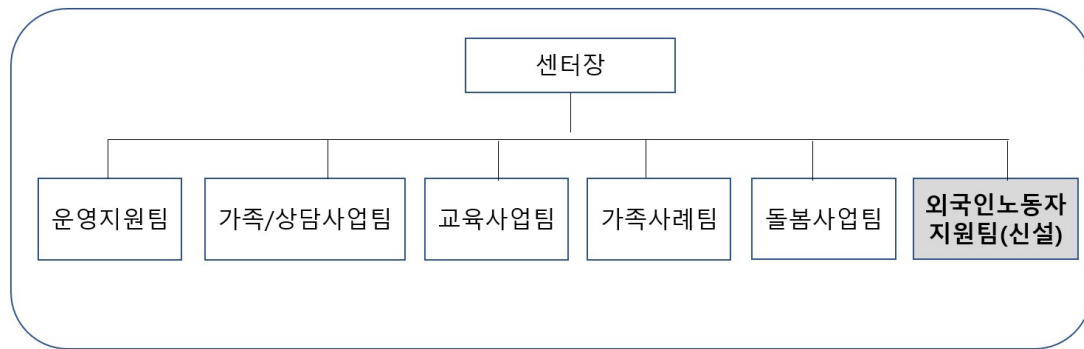 센터장
운영지원팀
가족/상담사업팀
교육사업팀
가족사례팀
돌봄사업팀
외국인노동자
지원팀(신설)